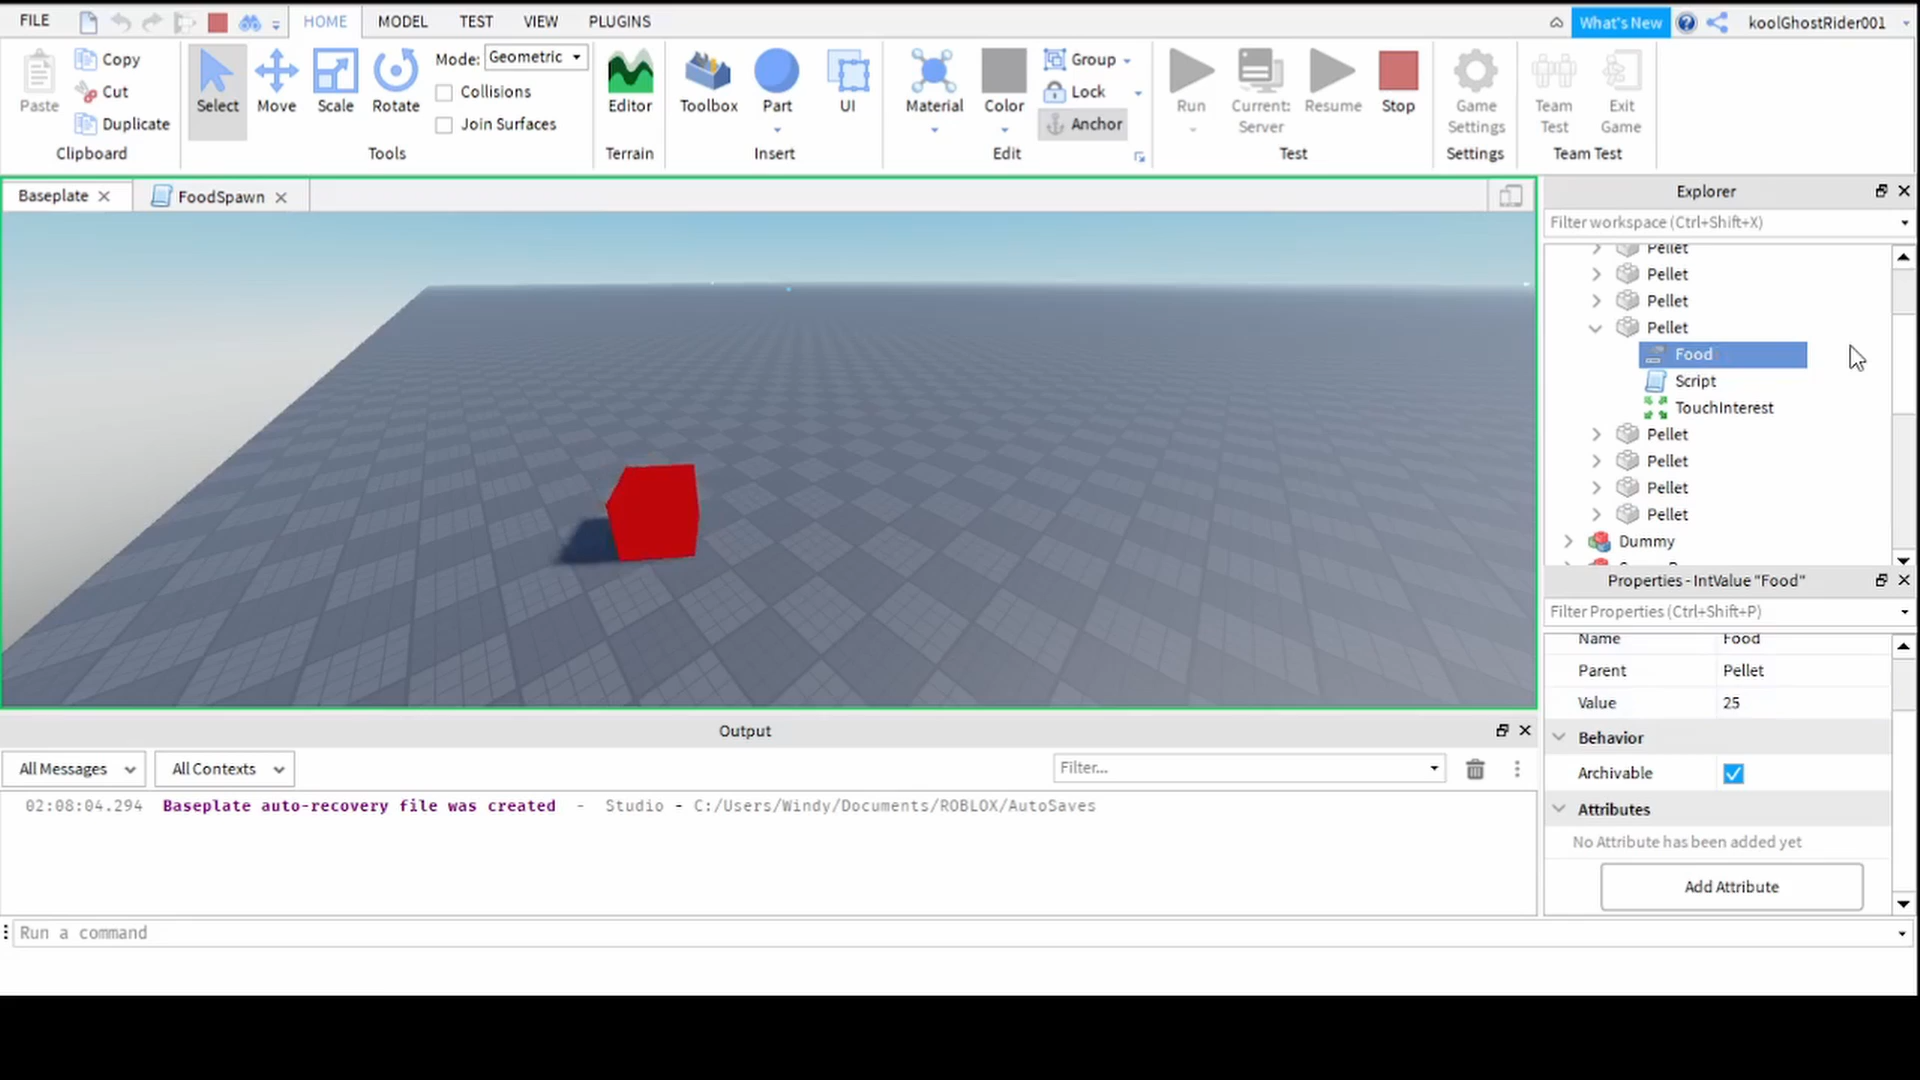 FILE HOME MODEL TEST VIEW PLUGINS What's New koolGhostRider001
Paste Copy Cut Duplicate
Clipboard
Select Move Scale Rotate Mode: Geometric
Collisions
Join Surfaces
Tools
Editor
Terrain
Toolbox Part UI
Insert
Material Color Group
Lock
Anchor
Edit
Run Current: Server Resume Stop
Test
Game Settings
Settings
Team Test Exit Game
Team Test
Baseplate FoodSpawn
Explorer
Filter workspace (Ctrl+Shift+X)
Pellet
Pellet
Pellet
Pellet
Food
Script
TouchInterest
Pellet
Pellet
Pellet
Pellet
Dummy
Properties - IntValue "Food"
Filter Properties (Ctrl+Shift+P)
Name Food
Parent Pellet
Value 25
Behavior
Archivable
Attributes
No Attribute has been added yet
Add Attribute
Output
All Messages All Contexts Filter...
02:08:04.294 Baseplate auto-recovery file was created - Studio - C:/Users/Windy/Documents/ROBLOX/AutoSaves
Run a command